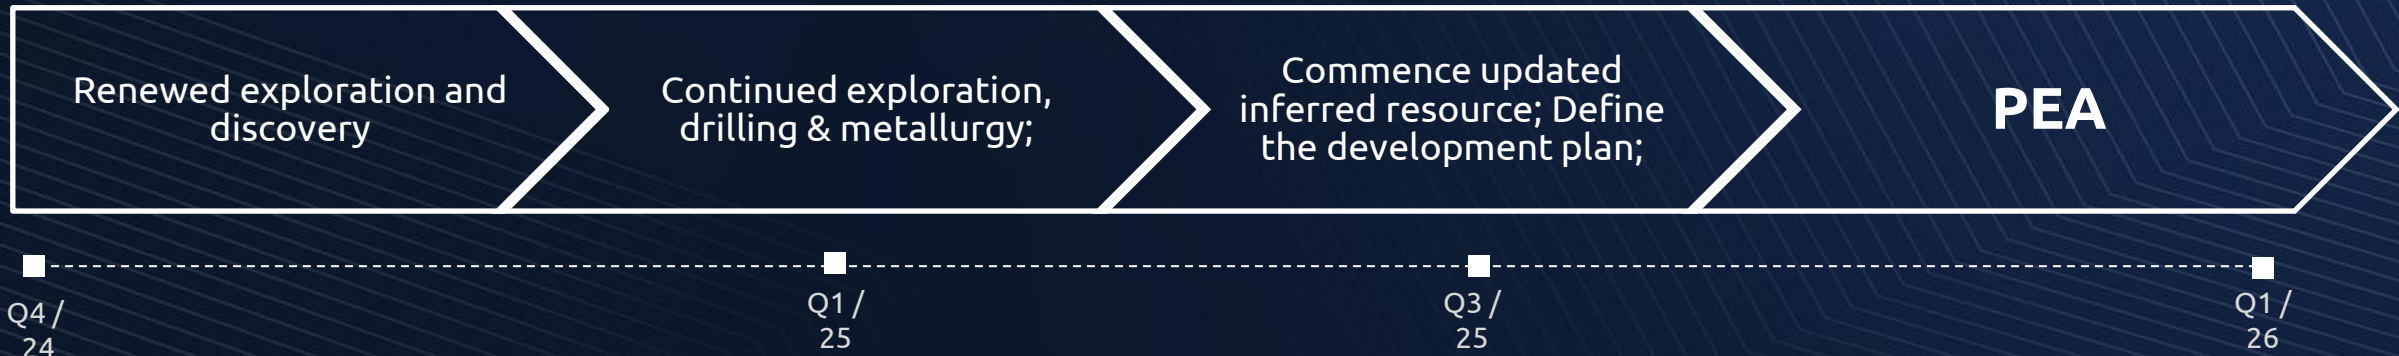 Renewed exploration and
discovery
Continued exploration,
drilling & metallurgy;
Commence updated
inferred resource; Define
the development plan;
PEA
Q4 /
24
Q1 /
25
Q3 /
25
Q1 /
26